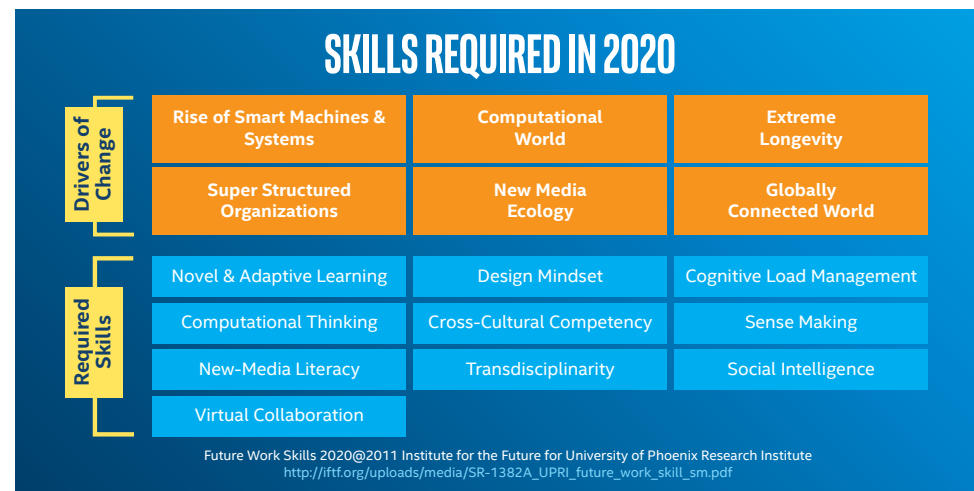 SKILLS REQUIRED IN 2020
Drivers of
Change
Rise of Smart Machines &
Systems
Computational
World
Extreme
Longevity
Super Structured
Organizations
New Media
Ecology
Globally
Connected World
Required
Skills
Novel & Adaptive Learning
Design Mindset
Cognitive Load Management
Computational Thinking
Cross-Cultural Competency
Sense Making
New-Media Literacy
Transdisciplinarity
Social Intelligence
Virtual Collaboration
Future Work Skills 2020@2011 Institute for the Future for University of Phoenix Research Institute
http://iftf.org/uploads/media/SR-1382A_UPRI_future_work_skill_sm.pdf